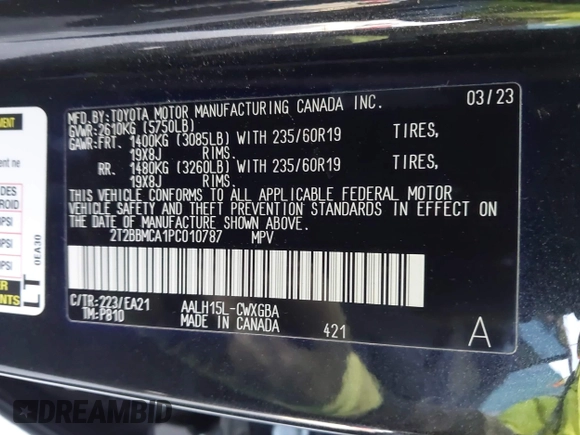 MFD.BY:TOYOTA MOTOR MANUFACTURING CANADA INC. 03/23
GVWR:2610KG (5750LB)
GAWR:FRT. 1400KG (3085LB) WITH 235/60R19 TIRES,
19X8J RIMS.
RR. 1480KG (3260LB) WITH 235/60R19 TIRES,
19X8J RIMS.
THIS VEHICLE CONFORMS TO ALL APPLICABLE FEDERAL MOTOR
VEHICLE SAFETY AND THEFT PREVENTION STANDARDS IN EFFECT ON
THE DATE OF MANUFACTURE SHOWN ABOVE.
2T2BBMCA1PC010787 MPV
C/TR:223/EA21 AALH15L-CWXGBA
TM:P810 MADE IN CANADA 421 A
LT 0EA30
DREAMBID